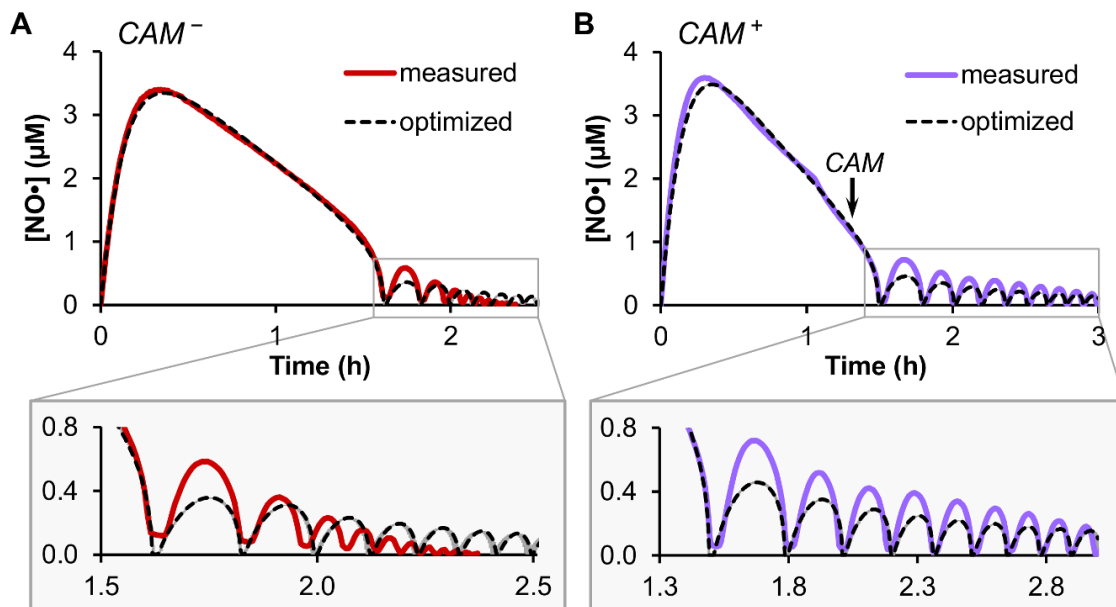 A
CAM⁻
4
3
2
1
0
[NO•] (µM)
measured
optimized
0
1
2
Time (h)
0.8
0.4
0.0
1.5
2.0
2.5
B
CAM⁺
4
3
2
1
0
[NO•] (µM)
measured
optimized
CAM
0
1
2
3
Time (h)
0.8
0.4
0.0
1.3
1.8
2.3
2.8